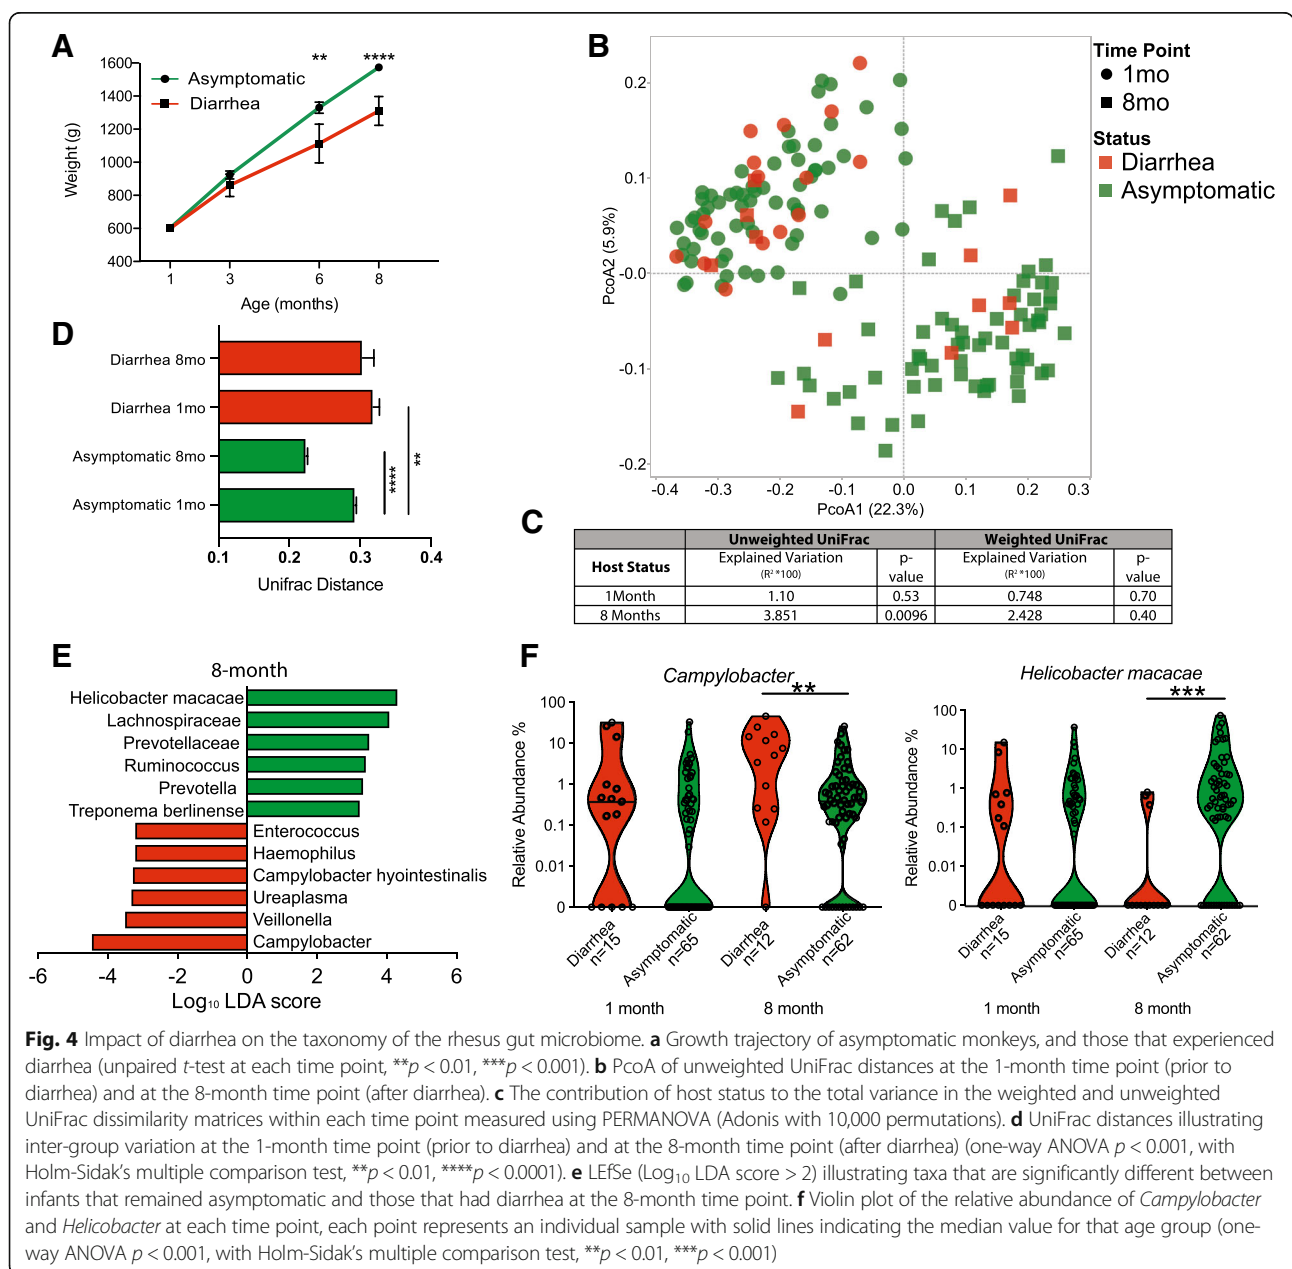 A
Weight (g)
1600
1400
1200
1000
800
600
400
Asymptomatic
Diarrhea
**
****
1 3 6 8
Age (months)
B
PcoA2 (5.9%)
0.2
0.1
-0.0
-0.1
-0.2
-0.4 -0.3 -0.2 -0.1 0.0 0.1 0.2 0.3
PcoA1 (22.3%)
Time Point
1mo
8mo
Status
Diarrhea
Asymptomatic
D
Diarrhea 8mo
Diarrhea 1mo
Asymptomatic 8mo
Asymptomatic 1mo
****
**
0.1 0.2 0.3 0.4
Unifrac Distance
C
Unweighted UniFrac Weighted UniFrac
Host Status Explained Variation (R² *100) p-value Explained Variation (R² *100) p-value
1Month 1.10 0.53 0.748 0.70
8 Months 3.851 0.0096 2.428 0.40
E
8-month
Helicobacter macacae
Lachnospiraceae
Prevotellaceae
Ruminococcus
Prevotella
Treponema berlinense
Enterococcus
Haemophilus
Campylobacter hyointestinalis
Ureaplasma
Veillonella
Campylobacter
-6 -4 -2 0 2 4 6
Log₁₀ LDA score
F
Campylobacter
**
Relative Abundance %
100
10
1
0.1
0.01
0
Diarrhea n=15
Asymptomatic n=65
Diarrhea n=12
Asymptomatic n=62
1 month 8 month
Helicobacter macacae
***
Relative Abundance %
100
10
1
0.1
0.01
0
Diarrhea n=15
Asymptomatic n=65
Diarrhea n=12
Asymptomatic n=62
1 month 8 month
Fig. 4 Impact of diarrhea on the taxonomy of the rhesus gut microbiome. a Growth trajectory of asymptomatic monkeys, and those that experienced
diarrhea (unpaired t-test at each time point, **p < 0.01, ***p < 0.001). b PcoA of unweighted UniFrac distances at the 1-month time point (prior to
diarrhea) and at the 8-month time point (after diarrhea). c The contribution of host status to the total variance in the weighted and unweighted
UniFrac dissimilarity matrices within each time point measured using PERMANOVA (Adonis with 10,000 permutations). d UniFrac distances illustrating
inter-group variation at the 1-month time point (prior to diarrhea) and at the 8-month time point (after diarrhea) (one-way ANOVA p < 0.001, with
Holm-Sidak's multiple comparison test, **p < 0.01, ****p < 0.0001). e LEfSe (Log₁₀ LDA score > 2) illustrating taxa that are significantly different between
infants that remained asymptomatic and those that had diarrhea at the 8-month time point. f Violin plot of the relative abundance of Campylobacter
and Helicobacter at each time point, each point represents an individual sample with solid lines indicating the median value for that age group (one-
way ANOVA p < 0.001, with Holm-Sidak's multiple comparison test, **p < 0.01, ***p < 0.001)